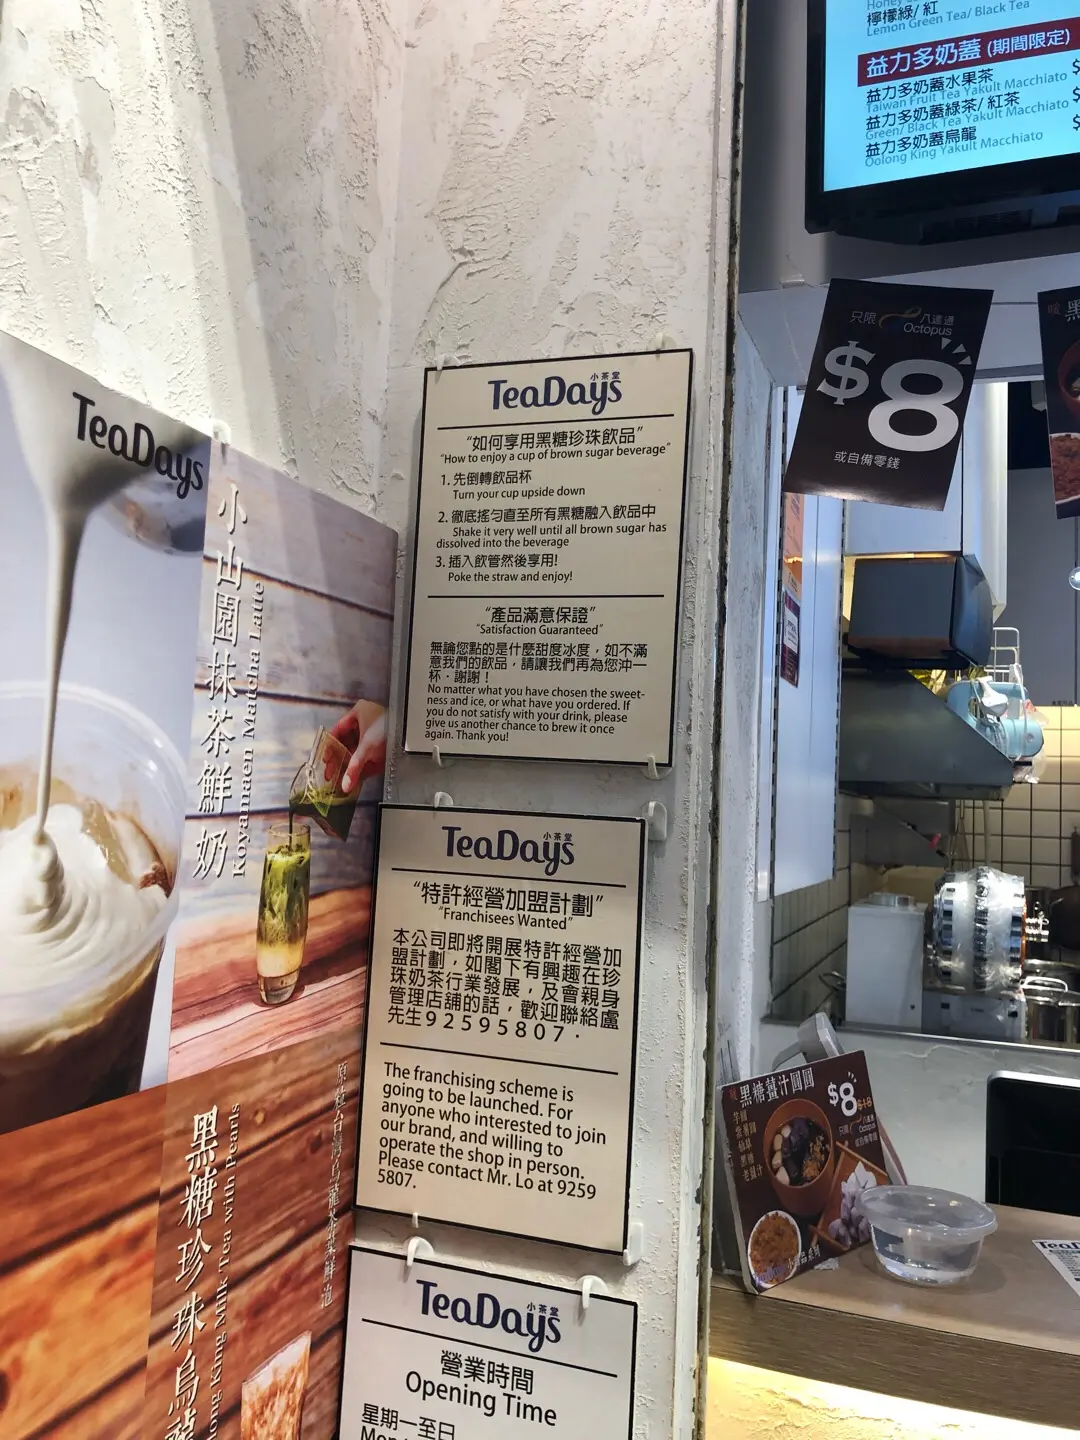 檸檬綠/ 紅
Lemon Green Tea/ Black Tea
益力多奶蓋 (期間限定)
益力多奶蓋水果茶
Taiwan Fruit Tea Yakult Macchiato
益力多奶蓋綠茶/ 紅茶
Green/ Black Tea Yakult Macchiato
益力多奶蓋烏龍
Oolong King Yakult Macchiato
只限 八達通
Octopus
$8
或自備零錢
TeaDays
小山園抹茶鮮奶
Koyamaen Matcha Latte
黑糖珍珠烏龍
King Milk Tea with Pearls
TeaDays
小茶堂
“如何享用黑糖珍珠飲品”
“How to enjoy a cup of brown sugar beverage”
1. 先倒轉飲品杯
Turn your cup upside down
2. 徹底搖勻直至所有黑糖融入飲品中
Shake it very well until all brown sugar has
dissolved into the beverage
3. 插入飲管然後享用!
Poke the straw and enjoy!
“產品滿意保證”
“Satisfaction Guaranteed”
無論您點的是什麼甜度冰度，如不滿
意我們的飲品，請讓我們再為您沖一
杯．謝謝！
No matter what you have chosen the sweet-
ness and ice, or what have you ordered. If
you do not satisfy with your drink, please
give us another chance to brew it once
again. Thank you!
TeaDays
小茶堂
“特許經營加盟計劃”
“Franchisees Wanted”
本公司即將開展特許經營加
盟計劃，如閣下有興趣在珍
珠奶茶行業發展，及會親身
管理店舖的話，歡迎聯絡盧
先生92595807．
The franchising scheme is
going to be launched. For
anyone who interested to join
our brand, and willing to
operate the shop in person.
Please contact Mr. Lo at 9259
5807.
TeaDays
小茶堂
營業時間
Opening Time
星期一至日
黑糖薑汁圓圓
$8
$18
Octopus